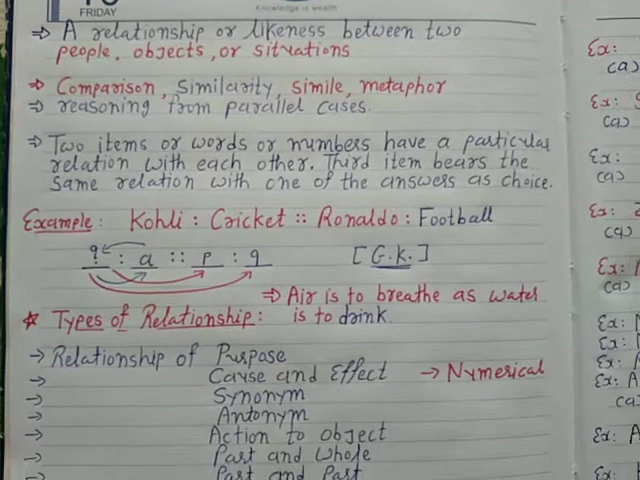 FRIDAY
Knowledge is wealth
⇒ A relationship or likeness between two
people, objects, or situations
⇒ Comparison, similarity, simile, metaphor
⇒ reasoning from parallel cases.
⇒ Two items or words or numbers have a particular
relation with each other. Third item bears the
same relation with one of the answers as choice.
Example: Kohli : Cricket :: Ronaldo : Football
? : a :: p : q [G.K.]
⇒ Air is to breathe as water
is to drink.
* Types of Relationship:
→ Relationship of Purpose
→ Cause and Effect → Nymerical
→ Synonym
→ Antonym
→ Action to object
→ Part and Whole
→ Part and Part
Ex:
(a)
Ex:
(a)
Ex:
(a)
Ex:
(a)
Ex:
(a)
Ex:
Ex:
Ex: A
Ex: A
(a)
Ex: A
Ex: